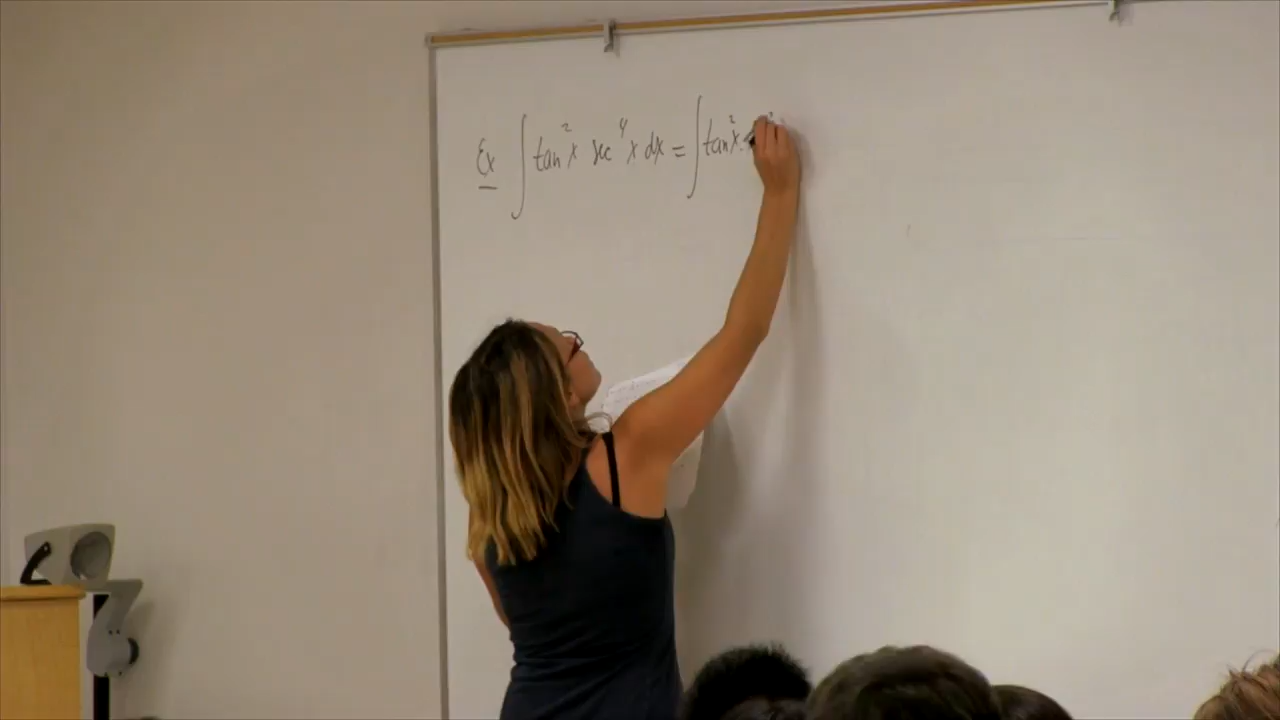 Ex ∫ tan²x sec⁴x dx = ∫ tan²x